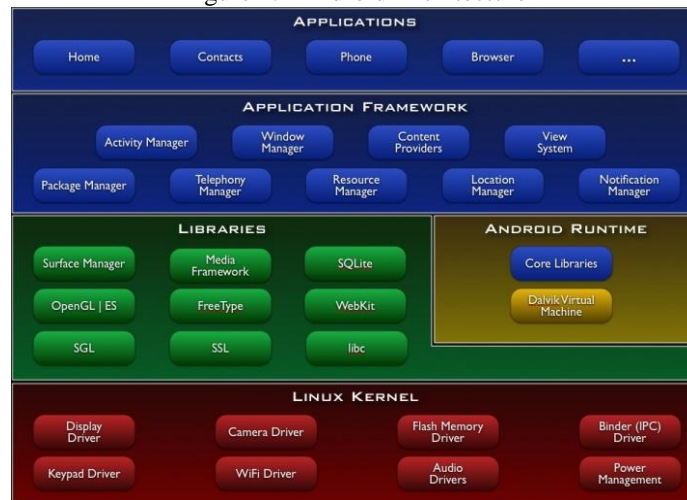 APPLICATIONS
Home Contacts Phone Browser ...
APPLICATION FRAMEWORK
Activity Manager Window Manager Content Providers View System
Package Manager Telephony Manager Resource Manager Location Manager Notification Manager
LIBRARIES
Surface Manager Media Framework SQLite
OpenGL | ES FreeType WebKit
SGL SSL libc
ANDROID RUNTIME
Core Libraries
Dalvik Virtual Machine
LINUX KERNEL
Display Driver Camera Driver Flash Memory Driver Binder (IPC) Driver
Keypad Driver WiFi Driver Audio Drivers Power Management